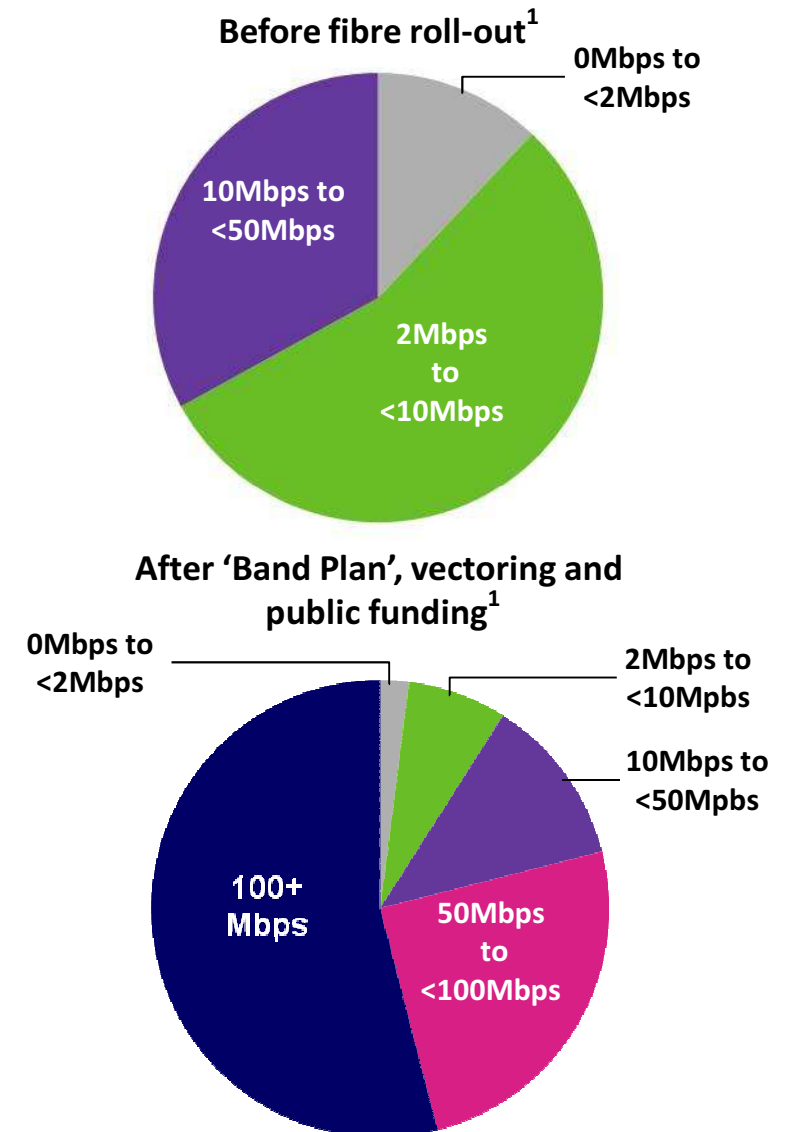 Before fibre roll-out1
0Mbps to
<2Mbps
10Mbps to
<50Mbps
2Mbps
to
<10Mbps
After ‘Band Plan’, vectoring and
public funding1
0Mbps to
<2Mbps
2Mbps to
<10Mpbs
10Mbps to
<50Mpbs
100+
Mbps
50Mbps
to
<100Mbps